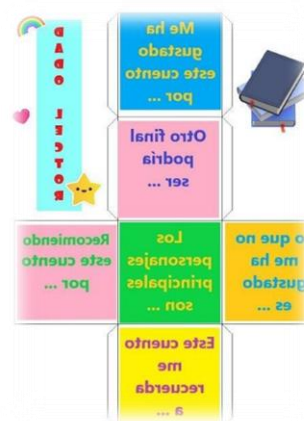 DADO LECTOR
Me ha
gustado
este cuento
por ...
Otro final
podría
ser ...
Recomiendo
este cuento
por ...
Los
personajes
principales
son ...
o que no
me ha
gustado
es ...
Este cuento
me
recuerda
a ...